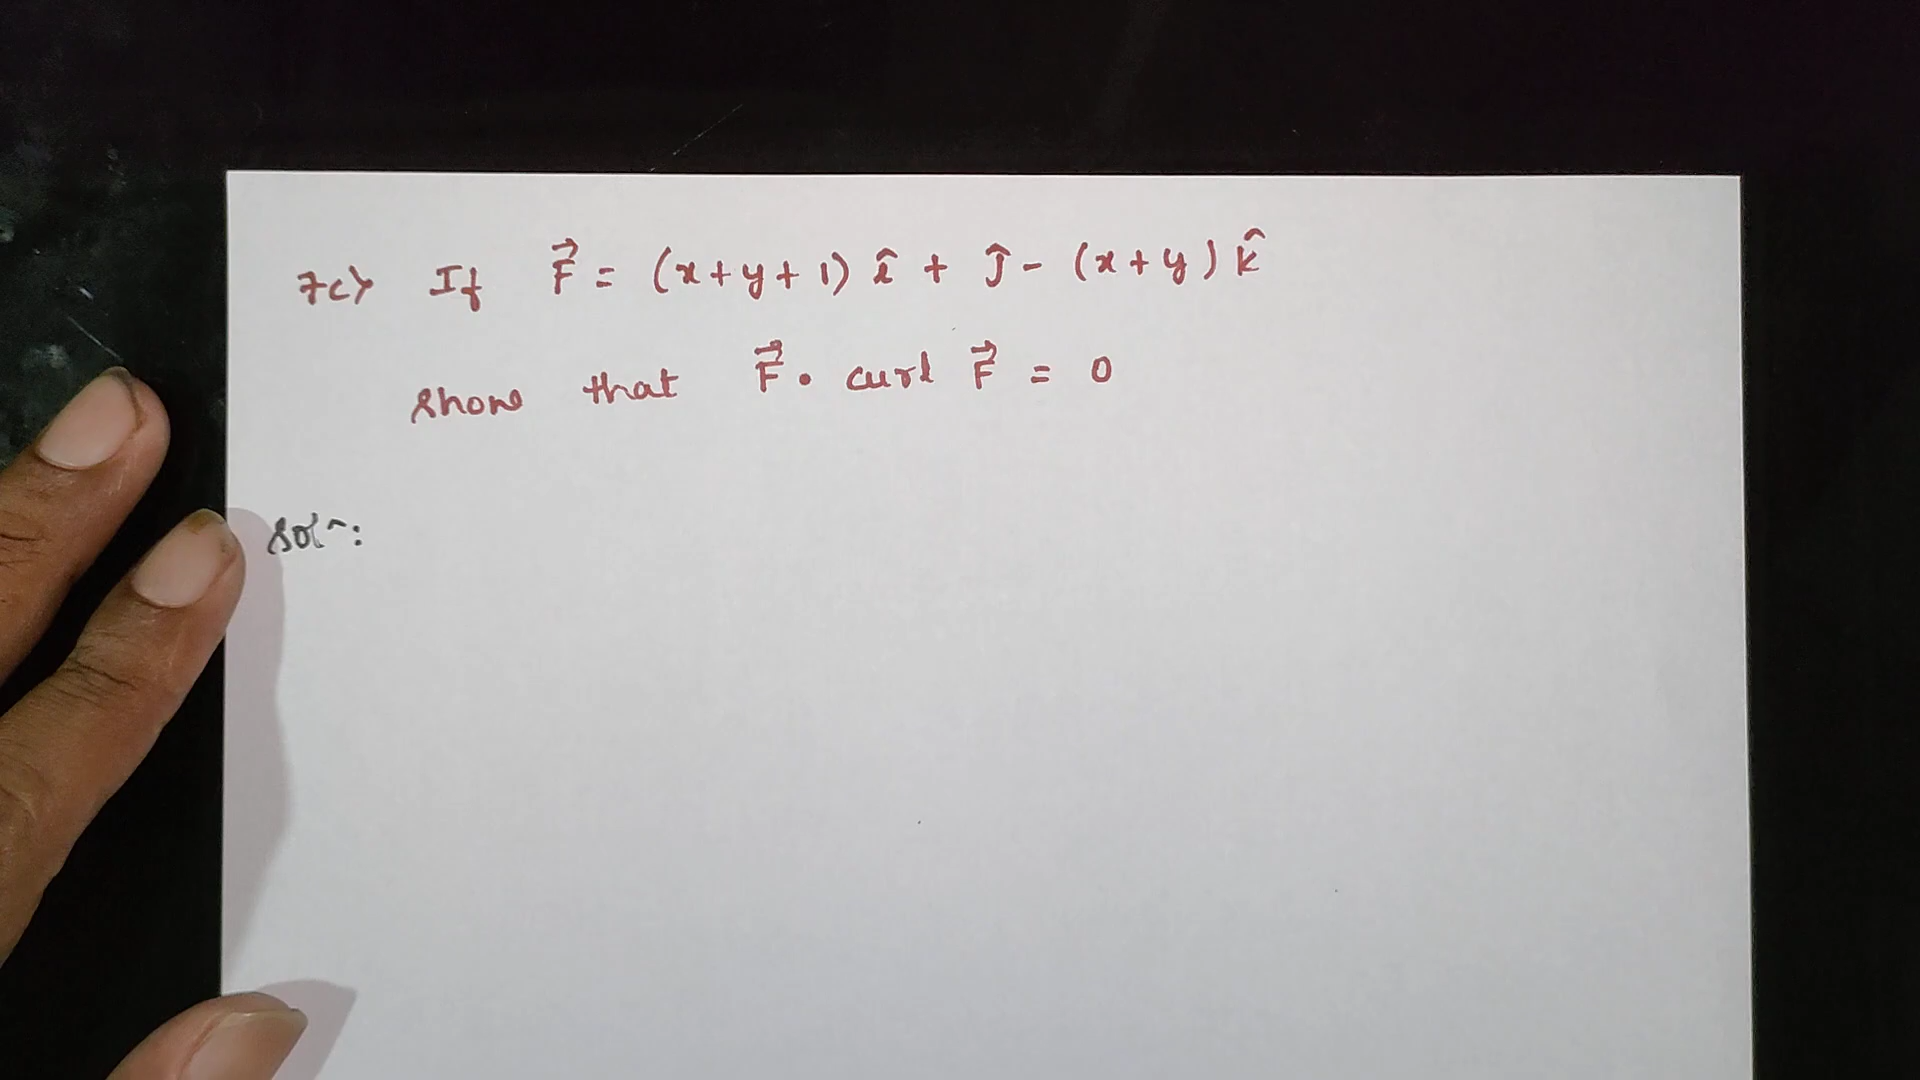 7c) If F⃗ = (x+y+1) î + ĵ - (x+y) k̂
show that F⃗ . curl F⃗ = 0
Solⁿ: